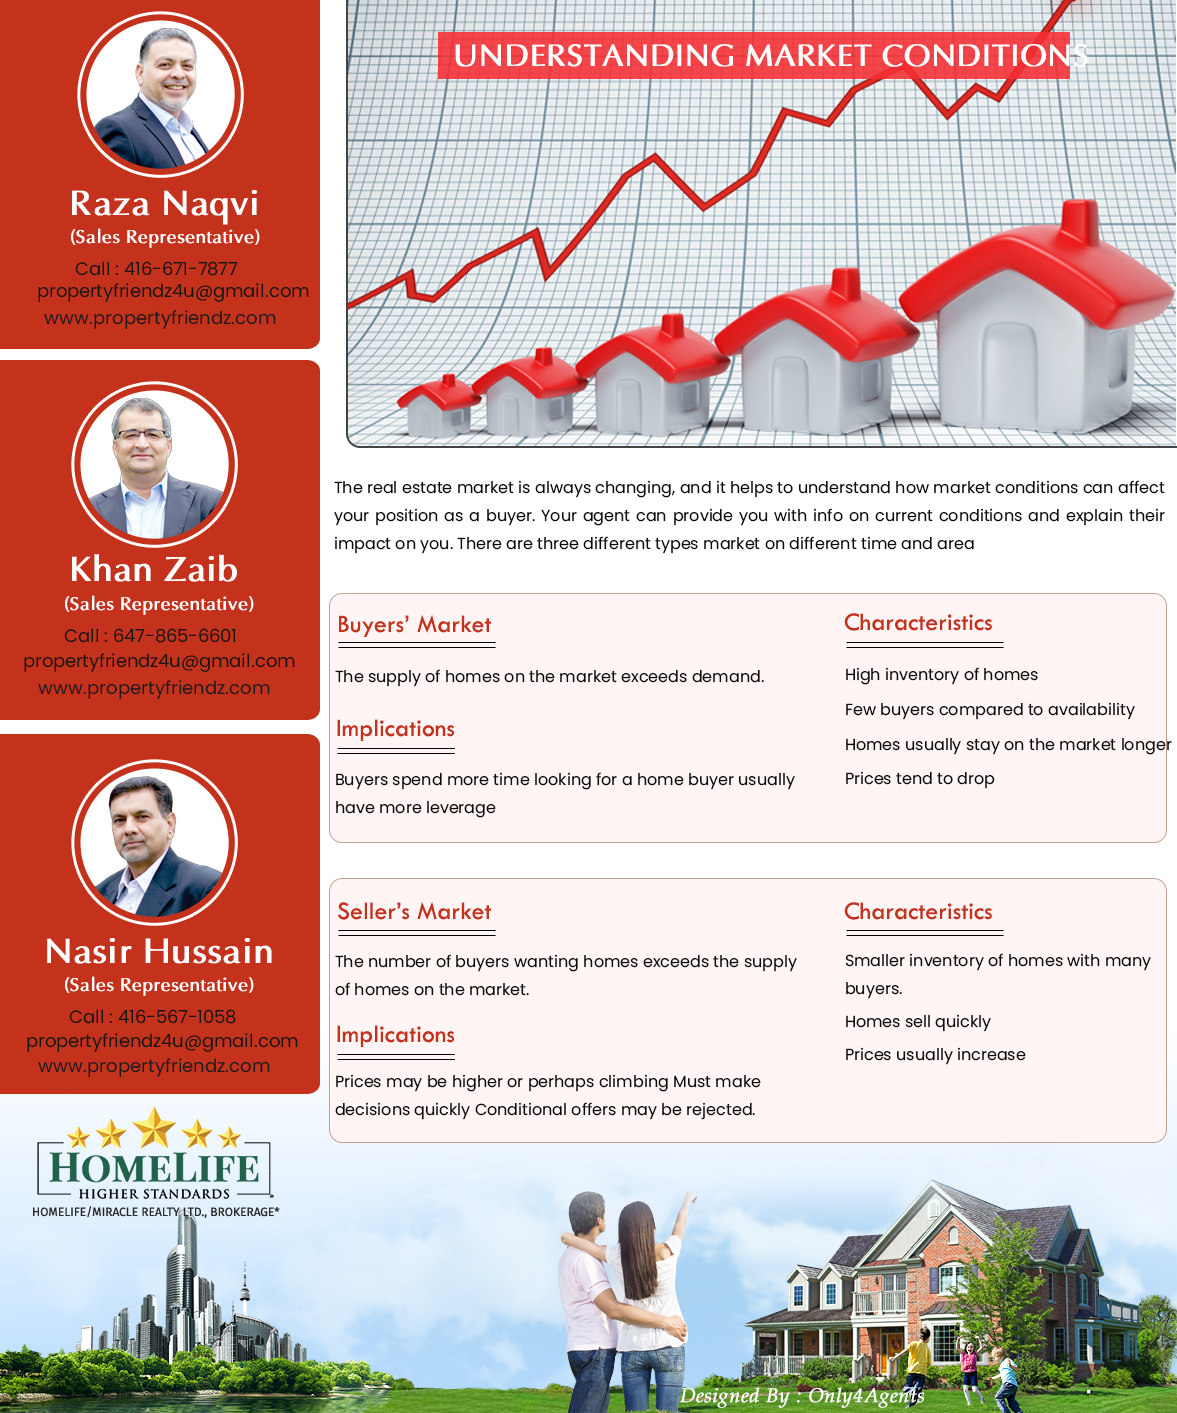 Raza Naqvi
(Sales Representative)
Call : 416-671-7877
propertyfriendz4u@gmail.com
www.propertyfriendz.com
Khan Zaib
(Sales Representative)
Call : 647-865-6601
propertyfriendz4u@gmail.com
www.propertyfriendz.com
Nasir Hussain
(Sales Representative)
Call : 416-567-1058
propertyfriendz4u@gmail.com
www.propertyfriendz.com
HOMELIFE
HIGHER STANDARDS
HOMELIFE/MIRACLE REALTY LTD., BROKERAGE*
UNDERSTANDING MARKET CONDITIONS
The real estate market is always changing, and it helps to understand how market conditions can affect
your position as a buyer. Your agent can provide you with info on current conditions and explain their
impact on you. There are three different types market on different time and area
Buyers' Market
The supply of homes on the market exceeds demand.
Implications
Buyers spend more time looking for a home buyer usually
have more leverage
Characteristics
High inventory of homes
Few buyers compared to availability
Homes usually stay on the market longer
Prices tend to drop
Seller's Market
The number of buyers wanting homes exceeds the supply
of homes on the market.
Implications
Prices may be higher or perhaps climbing Must make
decisions quickly Conditional offers may be rejected.
Characteristics
Smaller inventory of homes with many
buyers.
Homes sell quickly
Prices usually increase
Designed By : Only4Agents